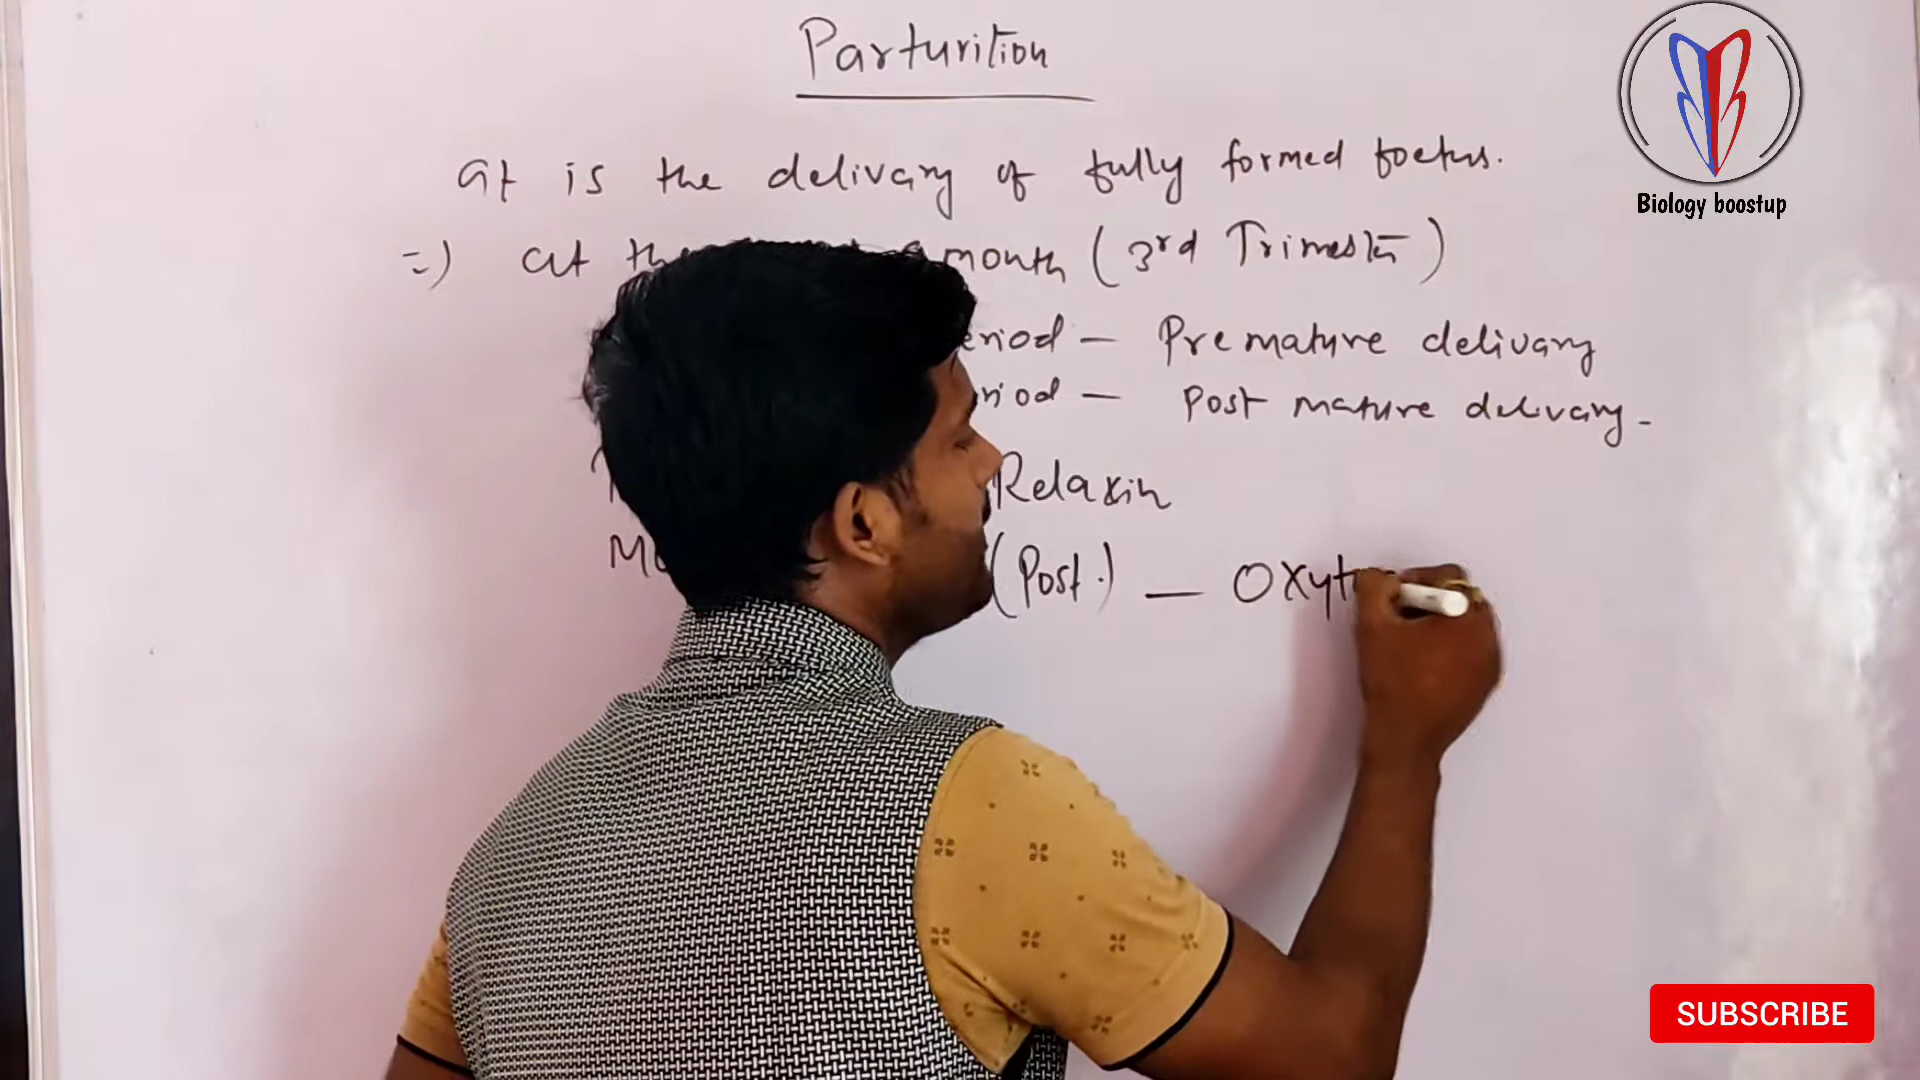 Parturition
It is the delivary of fully formed foetus.
=) at the month (3rd Trimester)
eriod — Premature delivary
riod — Post mature delivary.
Relaxin
(Post.) — Oxyt
Biology boostup
SUBSCRIBE